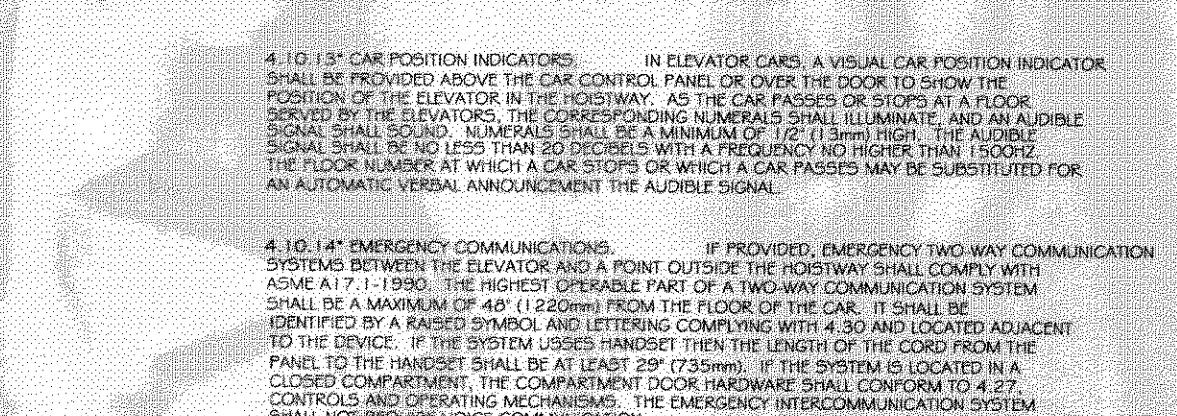 4.10.13* CAR POSITION INDICATORS. IN ELEVATOR CARS, A VISUAL CAR POSITION INDICATOR
SHALL BE PROVIDED ABOVE THE CAR CONTROL PANEL OR OVER THE DOOR TO SHOW THE
POSITION OF THE ELEVATOR IN THE HOISTWAY. AS THE CAR PASSES OR STOPS AT A FLOOR
SERVED BY THE ELEVATORS, THE CORRESPONDING NUMERALS SHALL ILLUMINATE, AND AN AUDIBLE
SIGNAL SHALL SOUND. NUMERALS SHALL BE A MINIMUM OF 1/2" (13mm) HIGH. THE AUDIBLE
SIGNAL SHALL BE NO LESS THAN 20 DECIBELS WITH A FREQUENCY NO HIGHER THAN 1500HZ.
THE FLOOR NUMBER AT WHICH A CAR STOPS OR WHICH A CAR PASSES MAY BE SUBSTITUTED FOR
AN AUTOMATIC VERBAL ANNOUNCEMENT THE AUDIBLE SIGNAL
4.10.14* EMERGENCY COMMUNICATIONS. IF PROVIDED, EMERGENCY TWO-WAY COMMUNICATION
SYSTEMS BETWEEN THE ELEVATOR AND A POINT OUTSIDE THE HOISTWAY SHALL COMPLY WITH
ASME A17.1-1990. THE HIGHEST OPERABLE PART OF A TWO-WAY COMMUNICATION SYSTEM
SHALL BE A MAXIMUM OF 48" (1220mm) FROM THE FLOOR OF THE CAR. IT SHALL BE
IDENTIFIED BY A RAISED SYMBOL AND LETTERING COMPLYING WITH 4.30 AND LOCATED ADJACENT
TO THE DEVICE. IF THE SYSTEM USSES HANDSET THEN THE LENGTH OF THE CORD FROM THE
PANEL TO THE HANDSET SHALL BE AT LEAST 29" (735mm). IF THE SYSTEM IS LOCATED IN A
CLOSED COMPARTMENT, THE COMPARTMENT DOOR HARDWARE SHALL CONFORM TO 4.27,
CONTROLS AND OPERATING MECHANISMS. THE EMERGENCY INTERCOMMUNICATION SYSTEM
SHALL NOT REQUIRE VOICE COMMUNICATION